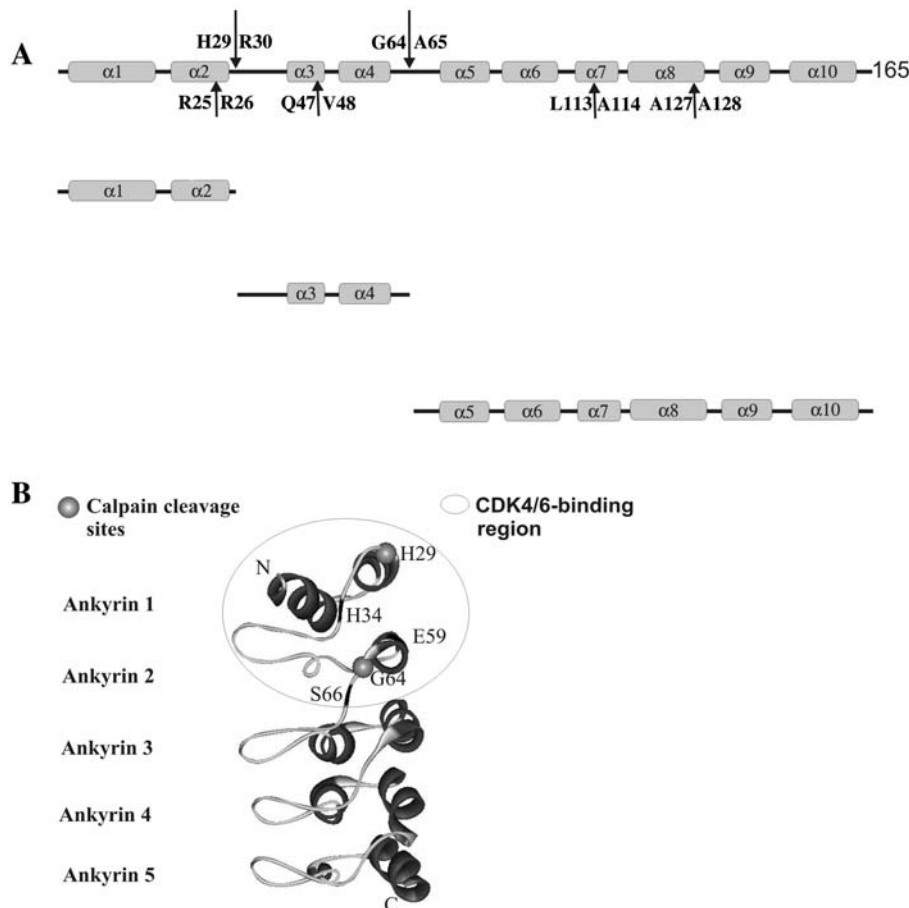 H29 R30 G64 A65
A
α1 α2 α3 α4 α5 α6 α7 α8 α9 α10 165
R25 R26 Q47 V48 L113 A114 A127 A128
α1 α2
α3 α4
α5 α6 α7 α8 α9 α10
B
Calpain cleavage
sites
CDK4/6-binding
region
H29
N
Ankyrin 1
H34
E59
Ankyrin 2
G64
S66
Ankyrin 3
Ankyrin 4
Ankyrin 5
C